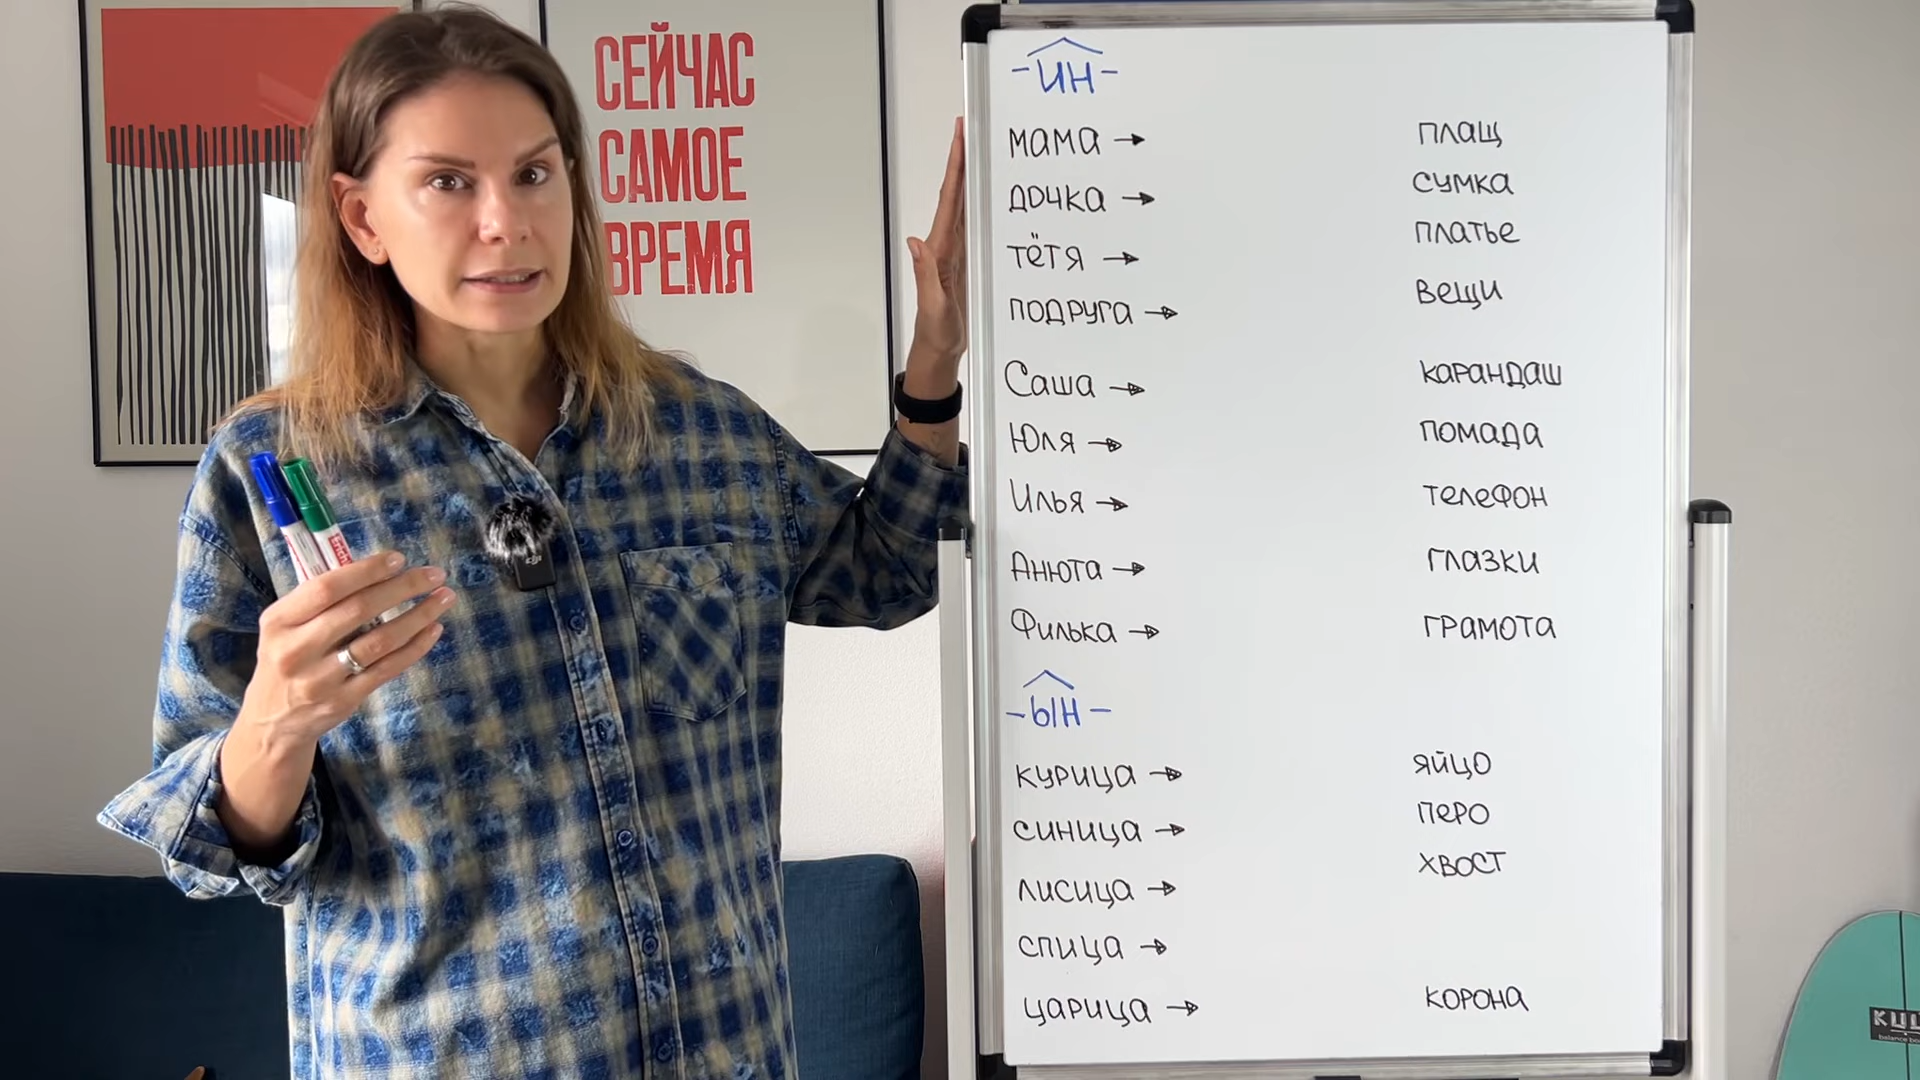 СЕЙЧАС
САМОЕ
ВРЕМЯ
-ИН-
мама → плащ
дочка → сумка
тётя → платье
подруга → вещи
Саша → карандаш
Юля → помада
Илья → телефон
Анюта → глазки
Филька → грамота
-ЫН-
курица → яйцо
синица → перо
лисица → хвост
спица →
царица → корона